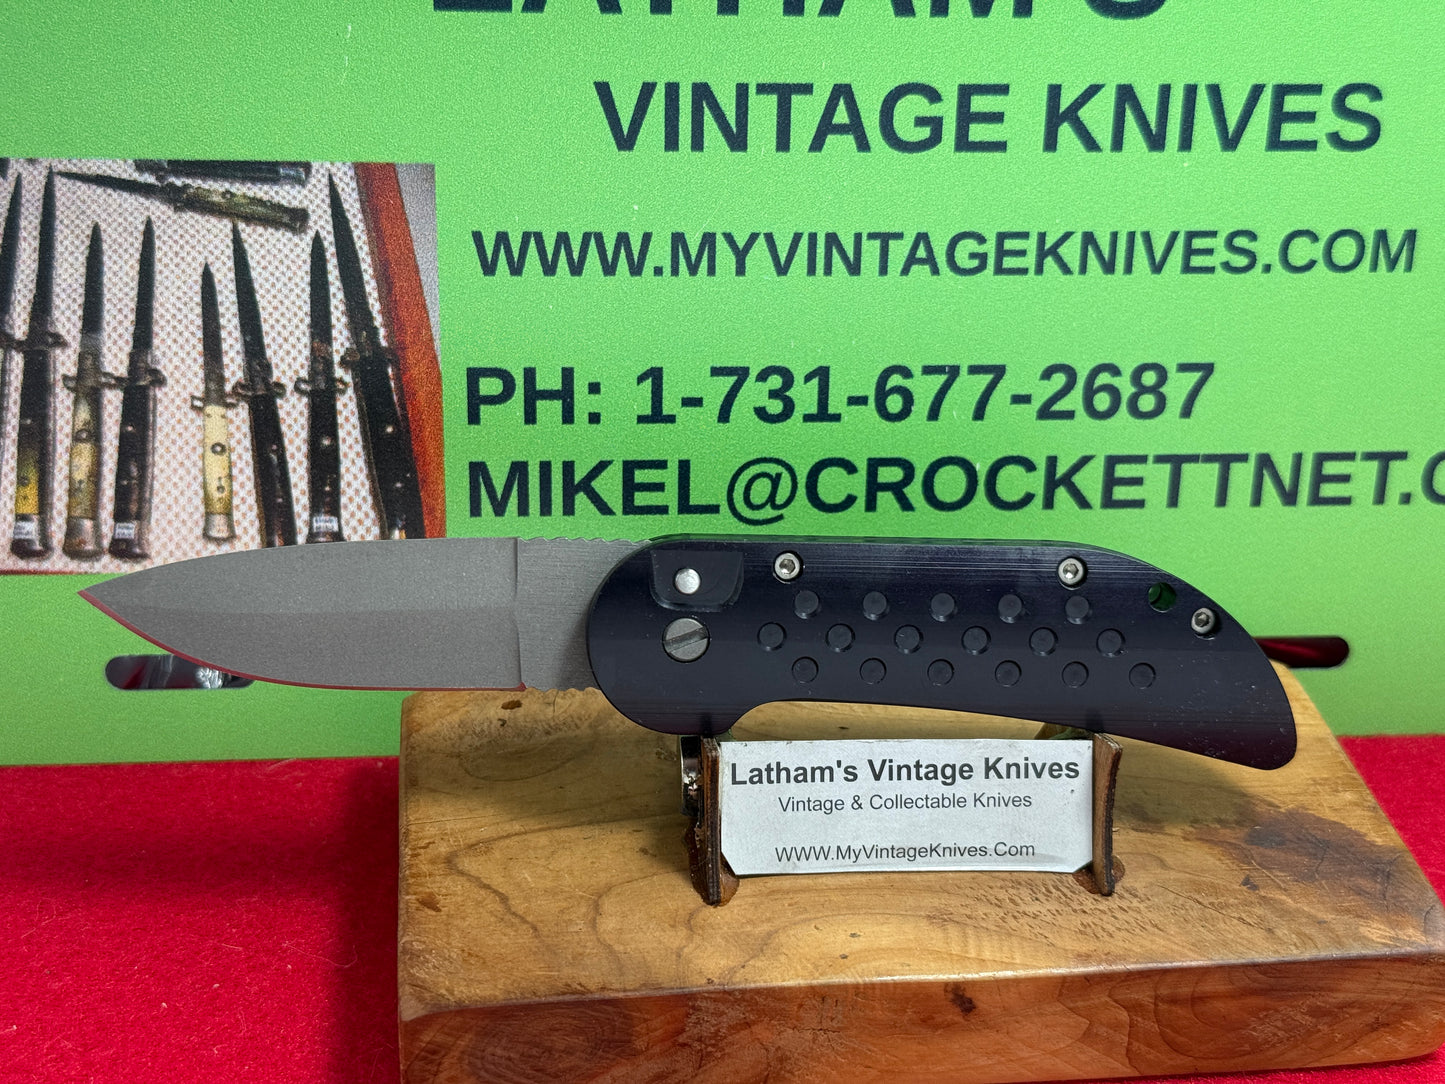 LATHAM'S
VINTAGE KNIVES
WWW.MYVINTAGEKNIVES.COM
PH: 1-731-677-2687
MIKEL@CROCKETTNET.C
Latham's Vintage Knives
Vintage & Collectable Knives
WWW.MyVintageKnives.Com